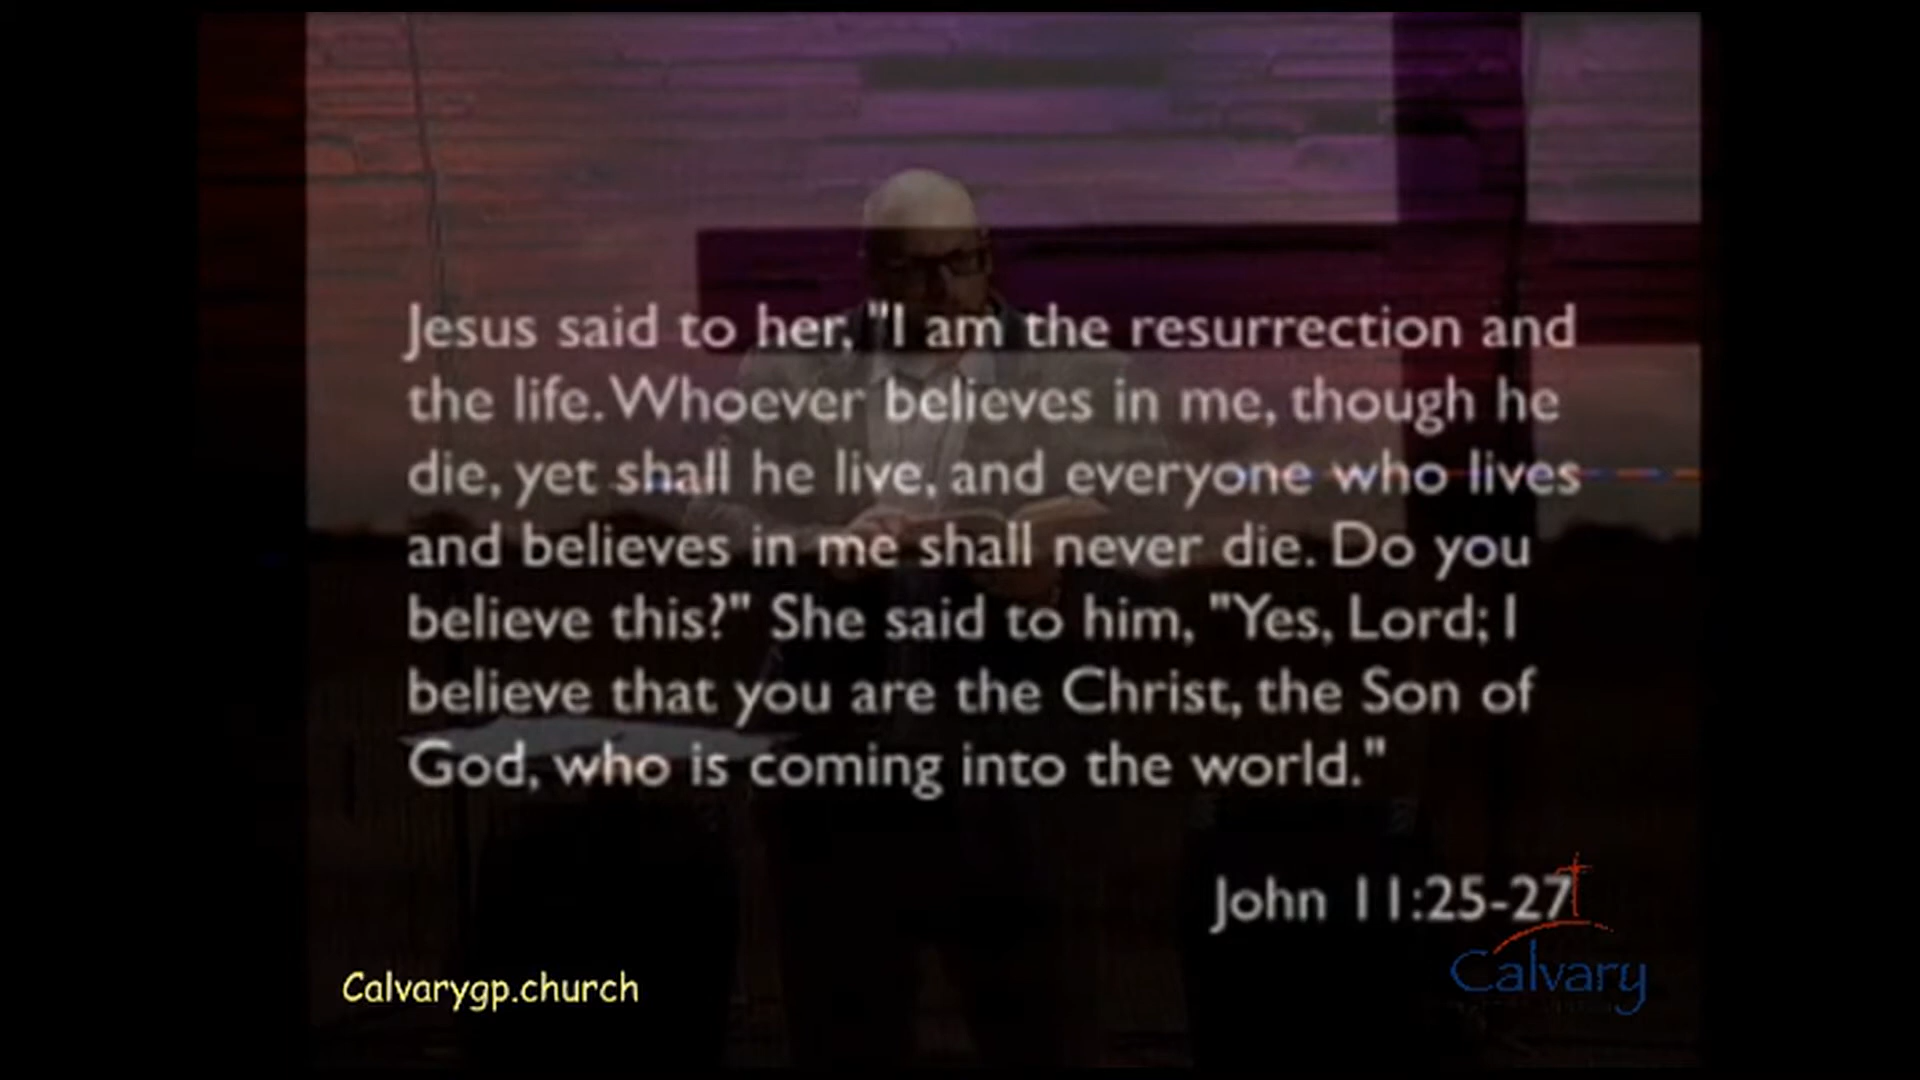 Jesus said to her, "I am the resurrection and
the life. Whoever believes in me, though he
die, yet shall he live, and everyone who lives
and believes in me shall never die. Do you
believe this?" She said to him, "Yes, Lord; I
believe that you are the Christ, the Son of
God, who is coming into the world."
John 11:25-27
Calvary
Calvarygp.church